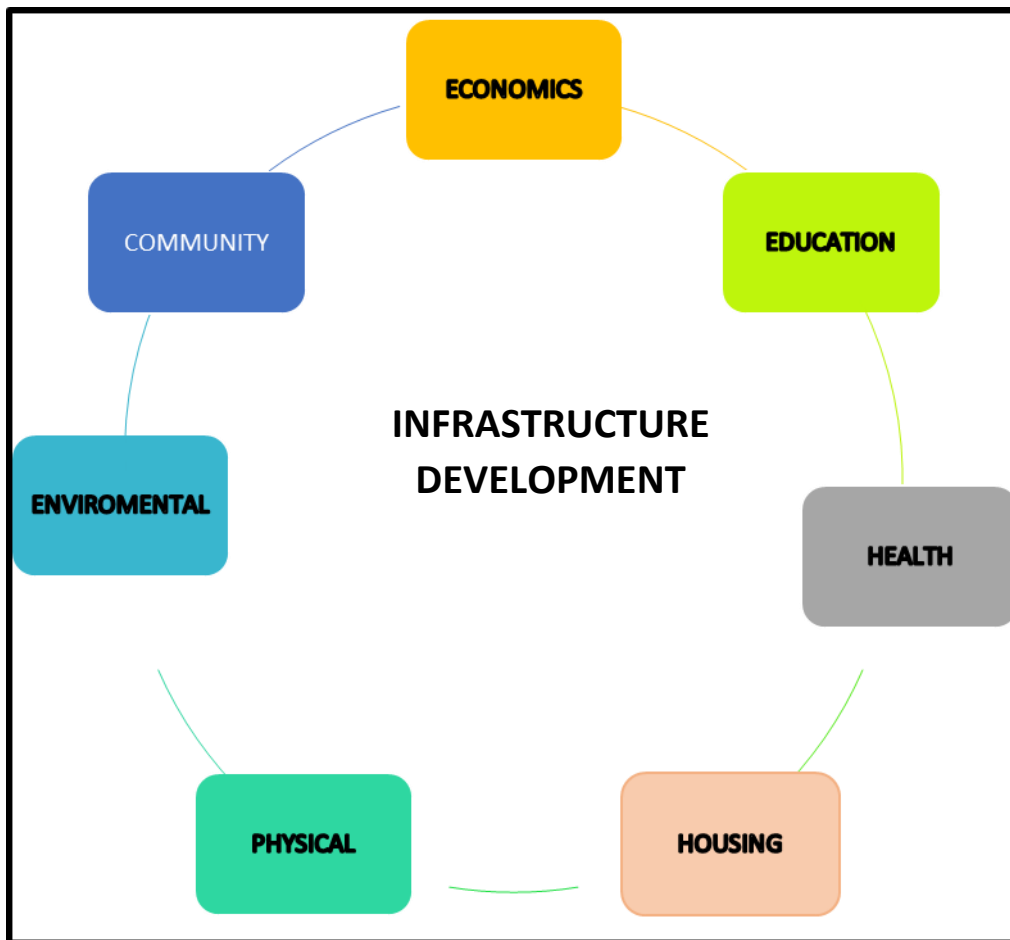 ECONOMICS
COMMUNITY
EDUCATION
INFRASTRUCTURE
DEVELOPMENT
ENVIROMENTAL
HEALTH
PHYSICAL
HOUSING